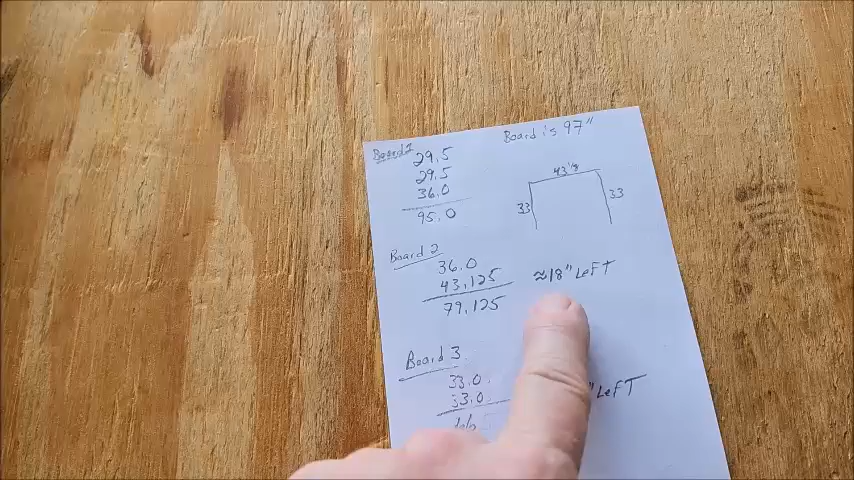 Board is 97"
Board 1
29.5
29.5
36.0
95.0
43 1/8
33
33
Board 2
36.0
43.125
79.125
≈18" LeFT
Board 3
33.0
33.0
" LeFT